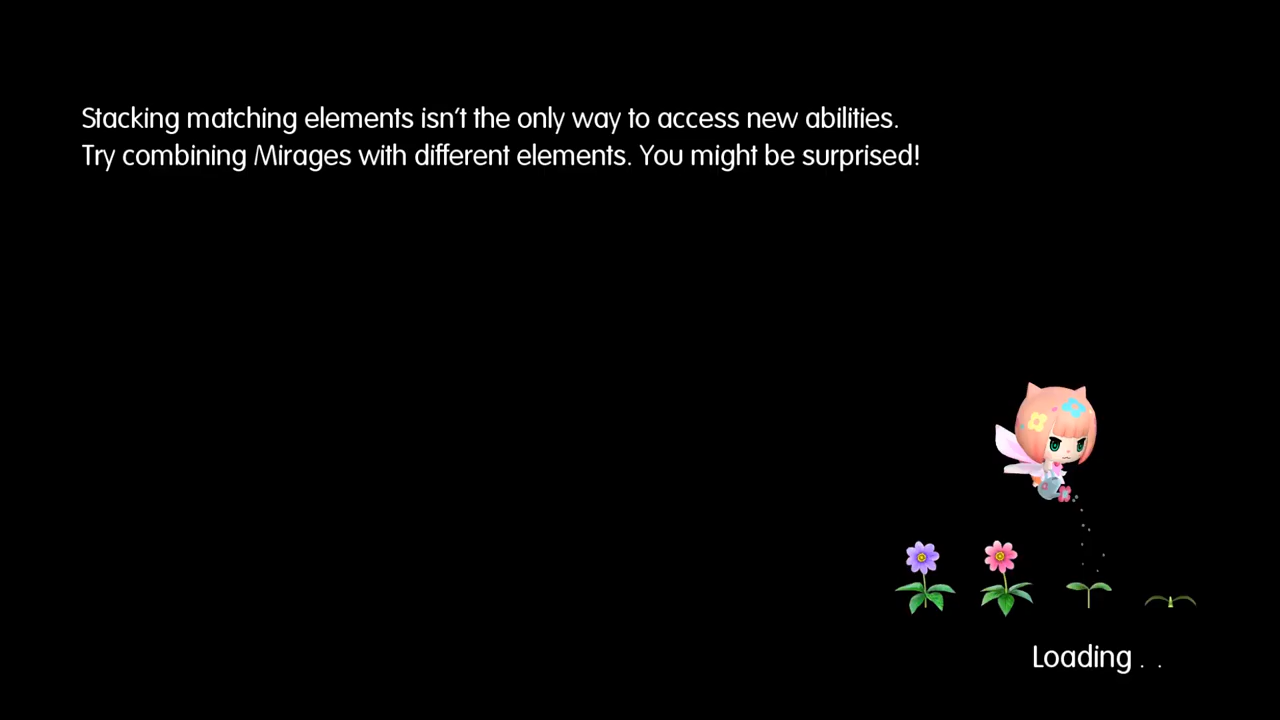 Stacking matching elements isn't the only way to access new abilities.
Try combining Mirages with different elements. You might be surprised!
Loading . .